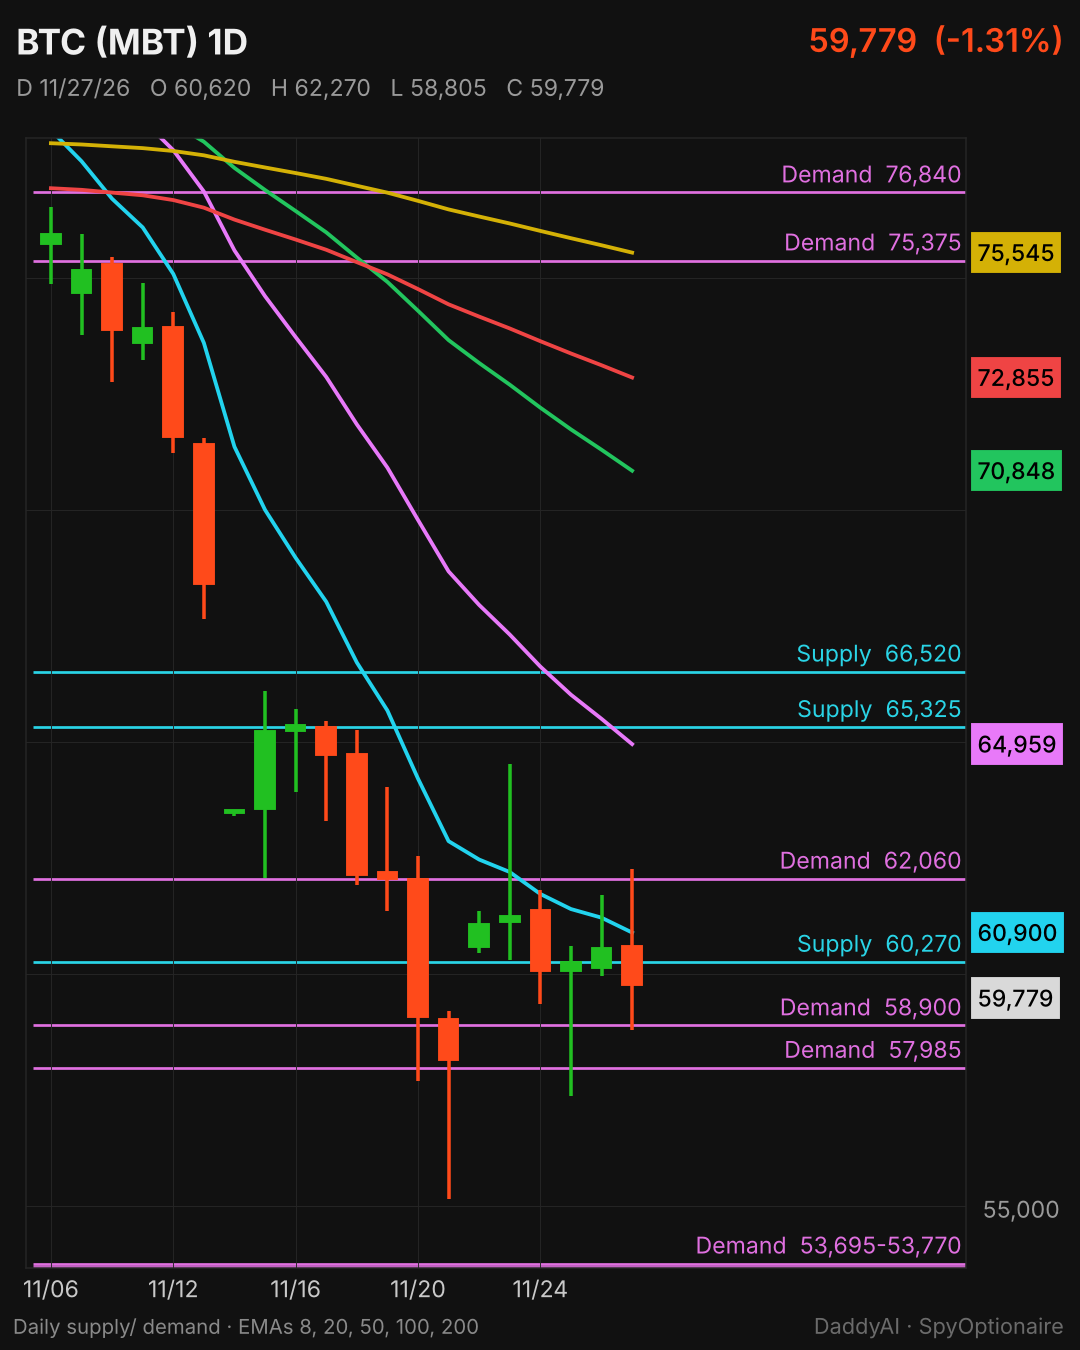 BTC (MBT) 1D
59,779 (-1.31%)
D 11/27/26 O 60,620 H 62,270 L 58,805 C 59,779
Demand 76,840
Demand 75,375
75,545
72,855
70,848
Supply 66,520
Supply 65,325
64,959
Demand 62,060
60,900
Supply 60,270
59,779
Demand 58,900
Demand 57,985
55,000
Demand 53,695-53,770
11/06 11/12 11/16 11/20 11/24
Daily supply/ demand · EMAs 8, 20, 50, 100, 200
DaddyAI · SpyOptionaire